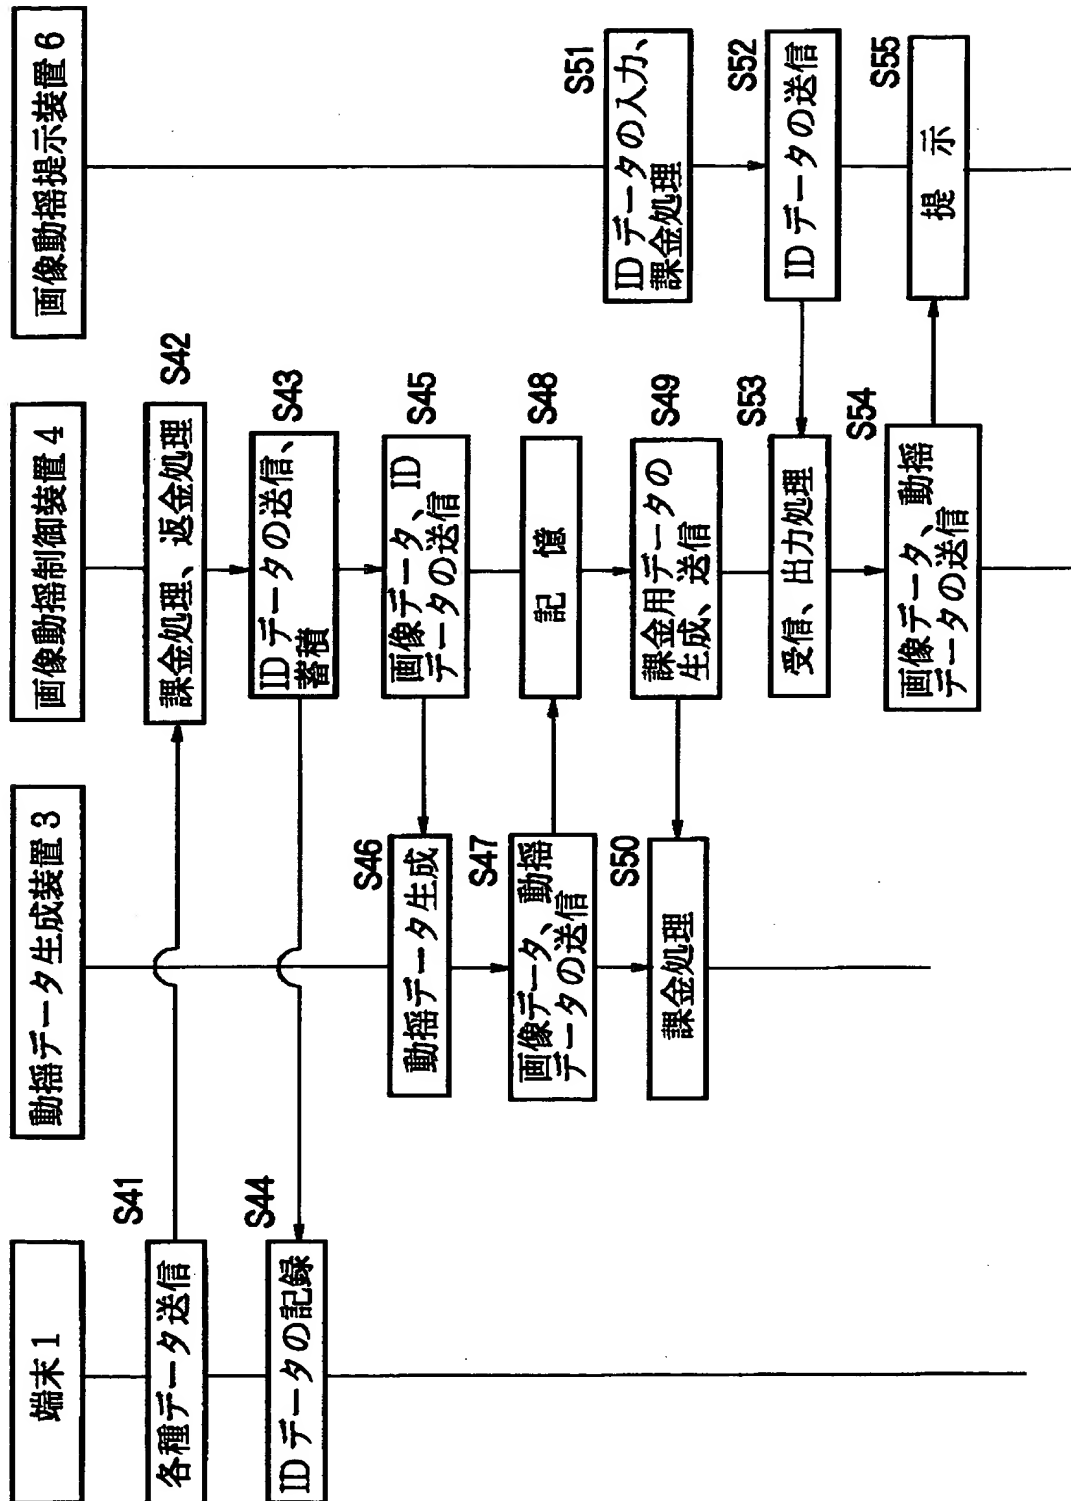 端末1
動揺データ生成装置3
画像動揺制御装置4
画像動揺提示装置6
S41
各種データ送信
S42
課金処理、返金処理
S43
IDデータの送信、
蓄積
S44
IDデータの記録
S45
画像データ、ID
データの送信
S46
動揺データ生成
S47
画像データ、動揺
データの送信
S48
記憶
S49
課金用データの
生成、送信
S50
課金処理
S51
IDデータの入力、
課金処理
S52
IDデータの送信
S53
受信、出力処理
S54
画像データ、動揺
データの送信
S55
提示